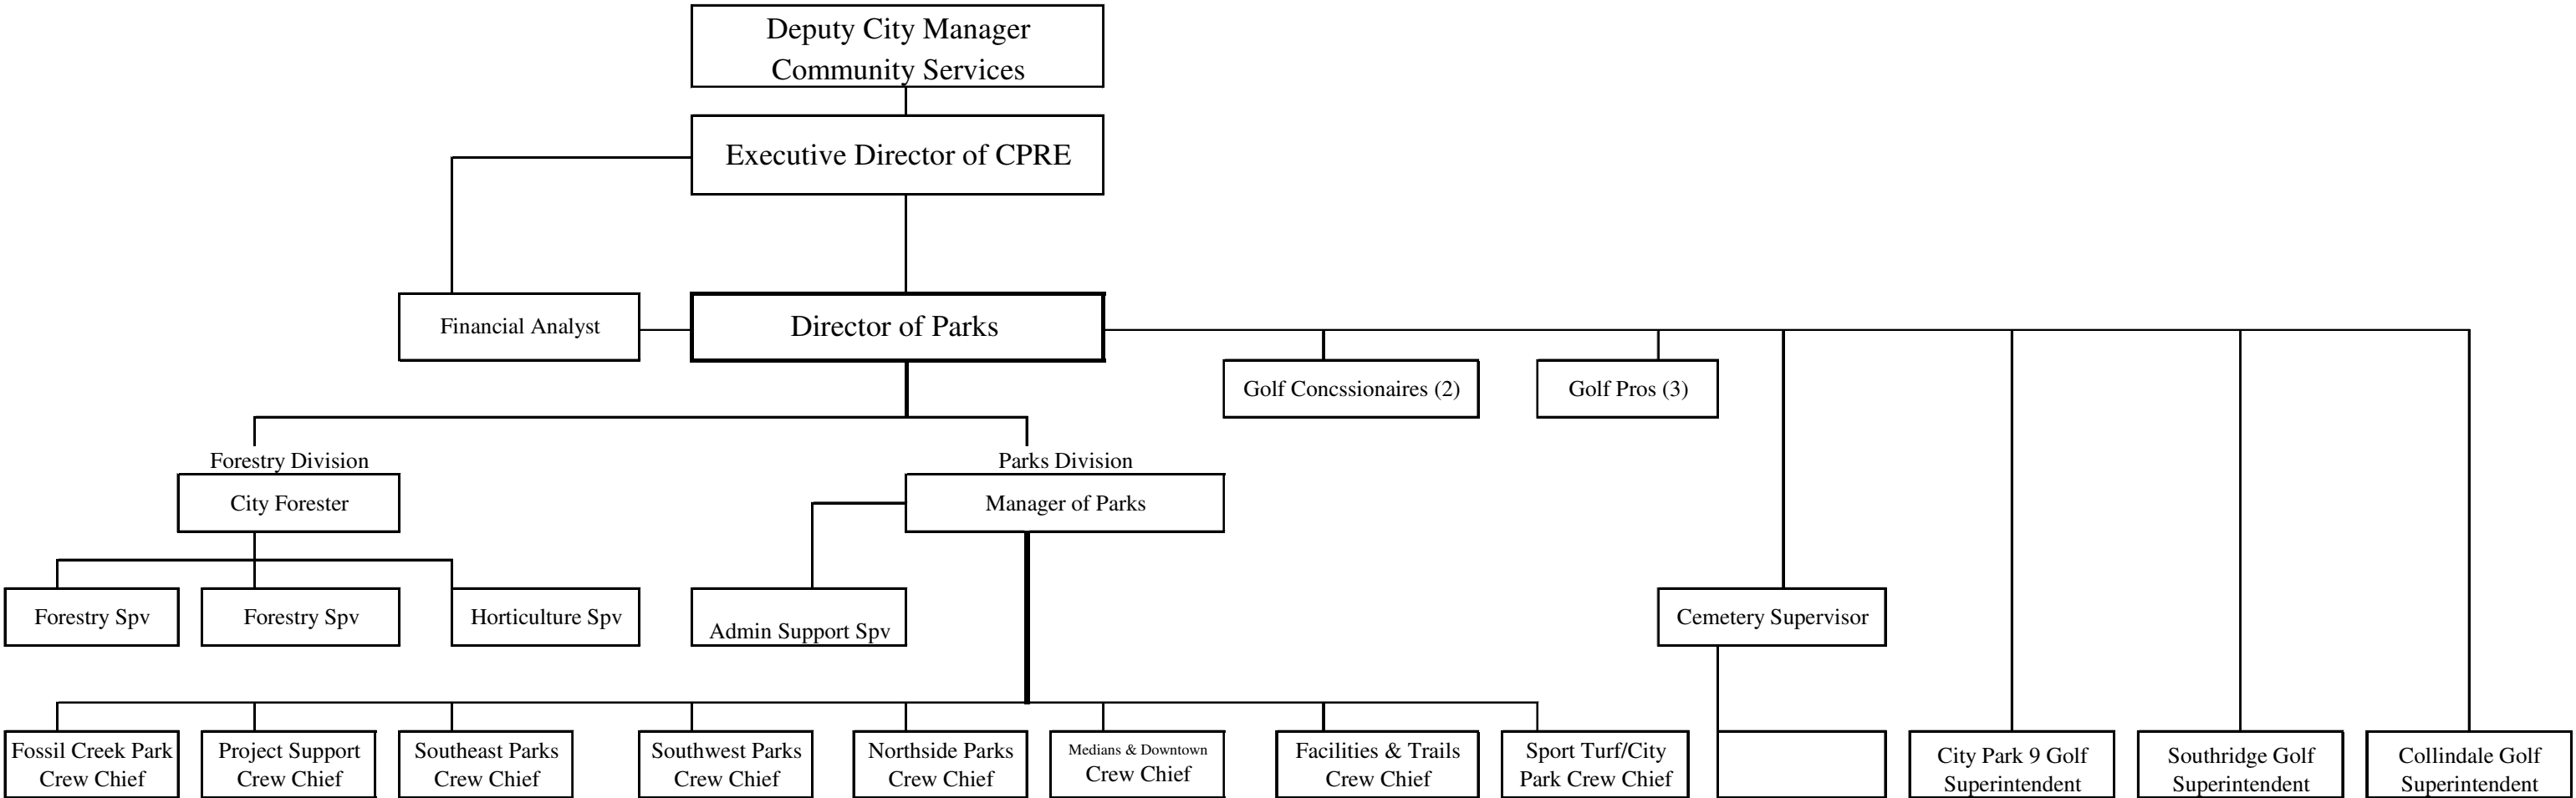 Deputy City Manager
Community Services
Executive Director of CPRE
Financial Analyst
Director of Parks
Golf Concssionaires (2)
Golf Pros (3)
Forestry Division
Parks Division
City Forester
Manager of Parks
Forestry Spv
Forestry Spv
Horticulture Spv
Admin Support Spv
Cemetery Supervisor
Fossil Creek Park
Crew Chief
Project Support
Crew Chief
Southeast Parks
Crew Chief
Southwest Parks
Crew Chief
Northside Parks
Crew Chief
Medians & Downtown
Crew Chief
Facilities & Trails
Crew Chief
Sport Turf/City
Park Crew Chief
City Park 9 Golf
Superintendent
Southridge Golf
Superintendent
Collindale Golf
Superintendent